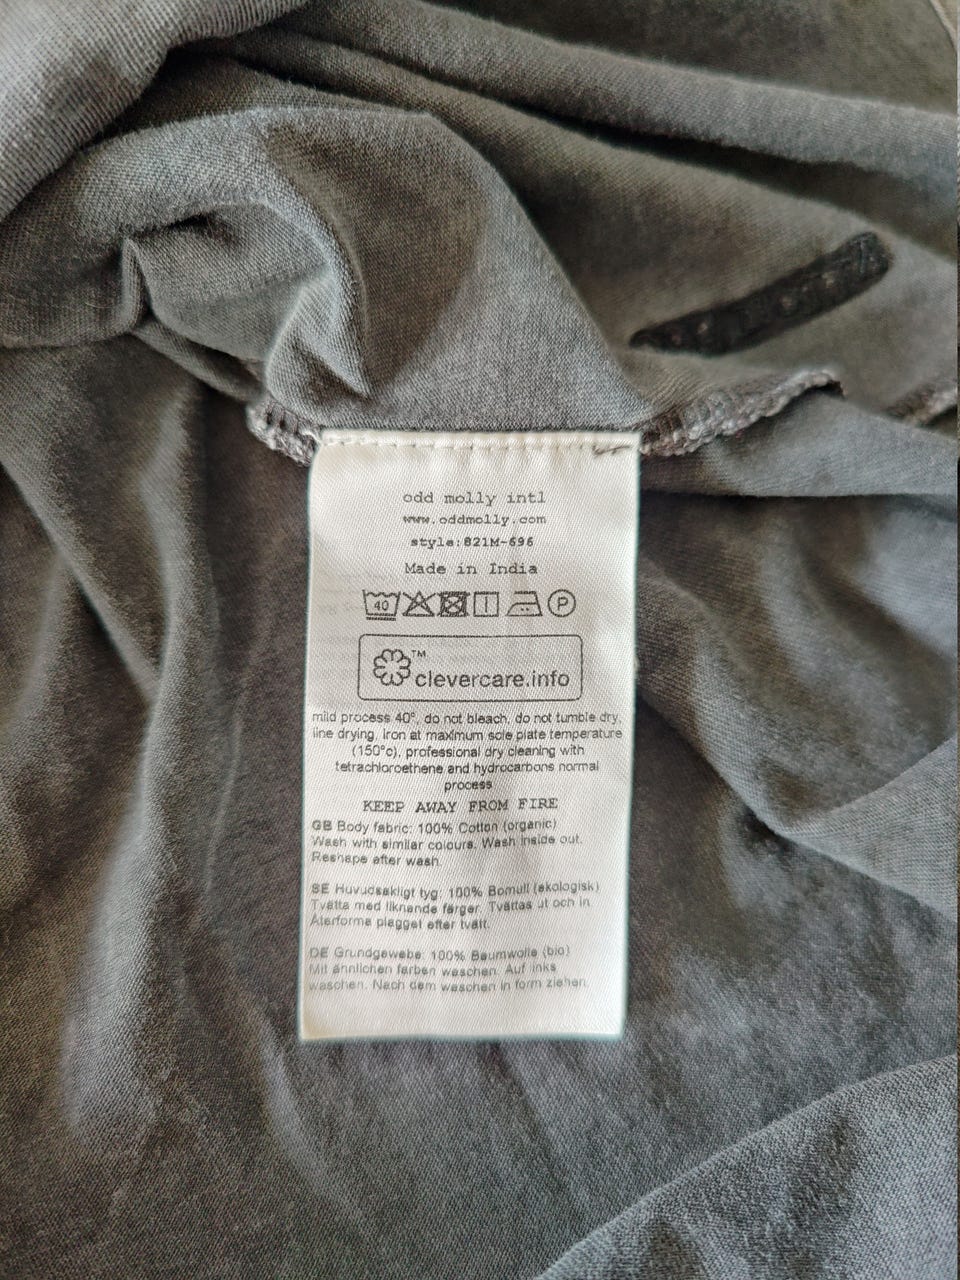 odd molly intl
www.oddmolly.com
style:821M-696
Made in India
40 P
TM
clevercare.info
mild process 40°, do not bleach, do not tumble dry,
line drying, Iron at maximum sole plate temperature
(150°c), professional dry cleaning with
tetrachloroethene and hydrocarbons normal
process
KEEP AWAY FROM FIRE
GB Body fabric: 100% Cotton (organic)
Wash with similar colours. Wash inside out.
Reshape after wash.
SE Huvudsakligt tyg: 100% Bomull (ekologisk)
Tvätta med liknande färger. Tvättas ut och in
Återforma plagget efter tvätt.
DE Grundgewebe: 100% Baumwolle (bio)
Mit ähnlichen farben waschen. Auf links
waschen. Nach dem waschen in form ziehen.